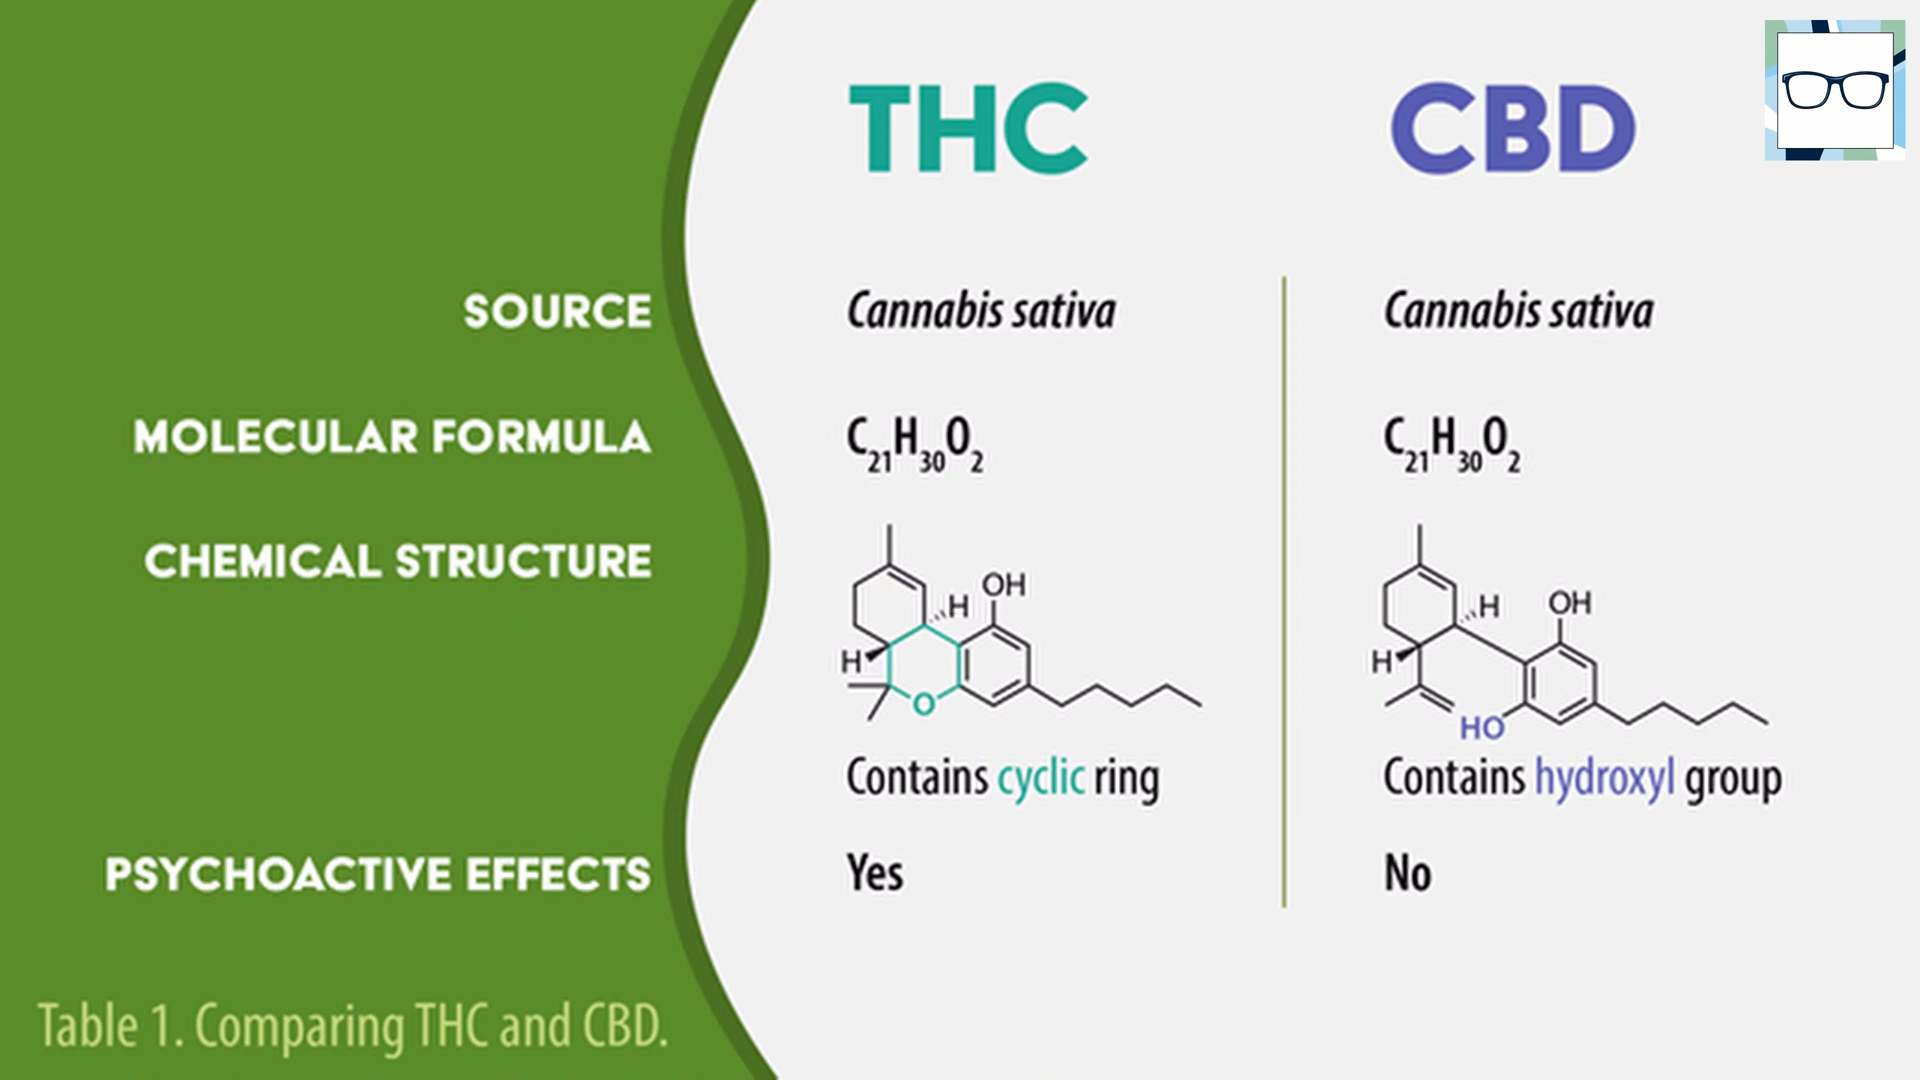 THC CBD
SOURCE Cannabis sativa Cannabis sativa
MOLECULAR FORMULA C21H30O2 C21H30O2
CHEMICAL STRUCTURE
H OH H O
H OH H HO
Contains cyclic ring Contains hydroxyl group
PSYCHOACTIVE EFFECTS Yes No
Table 1. Comparing THC and CBD.